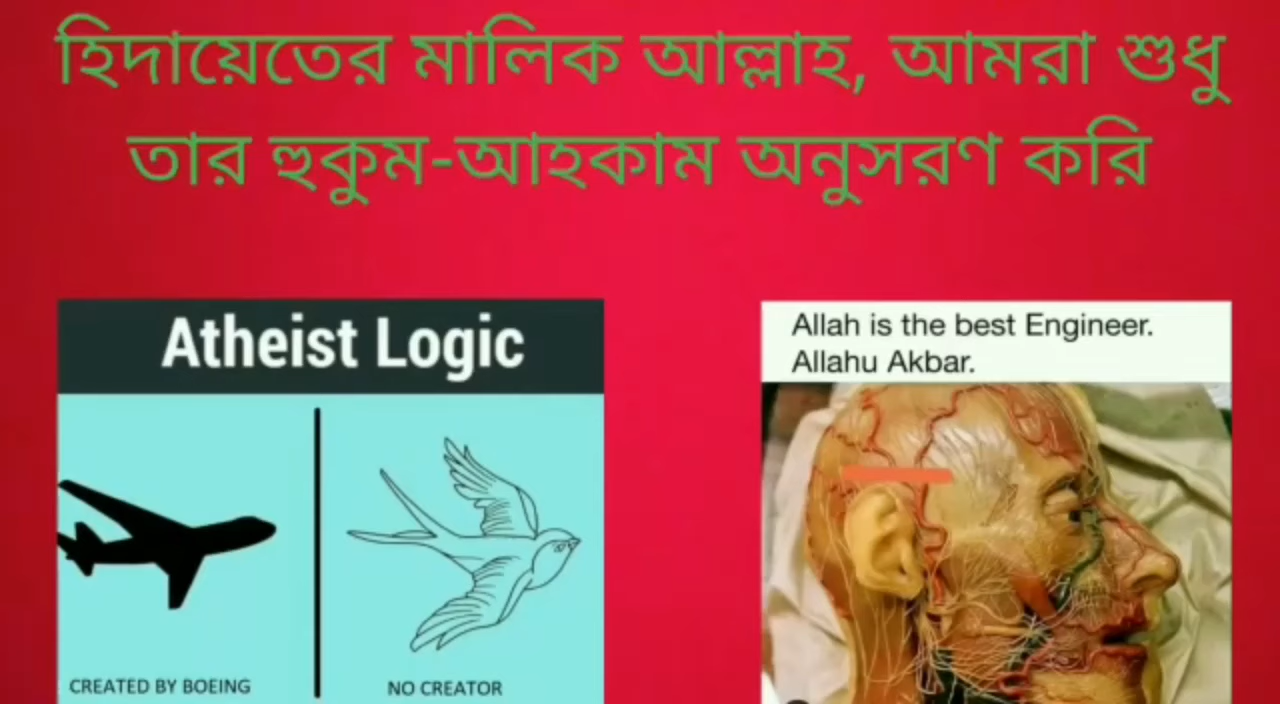 হিদায়েতের মালিক আল্লাহ, আমরা শুধু
তার হুকুম-আহকাম অনুসরণ করি
Atheist Logic
CREATED BY BOEING
NO CREATOR
Allah is the best Engineer.
Allahu Akbar.